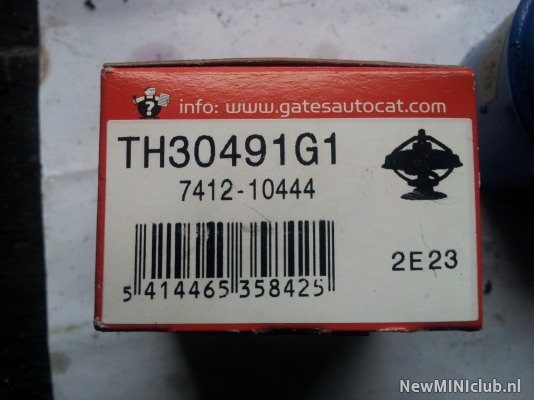 ? info: www.gatesautocat.com
TH30491G1
7412-10444
5 414465 358425
2E23
NewMINIclub.nl